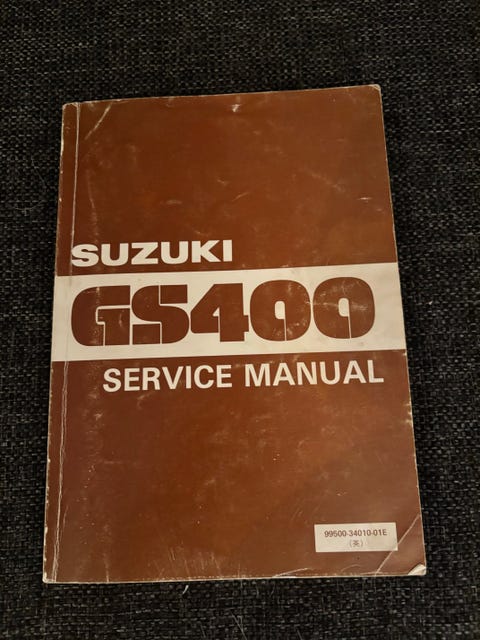 SUZUKI
GS400
SERVICE MANUAL
99500-34010-01E
(英)